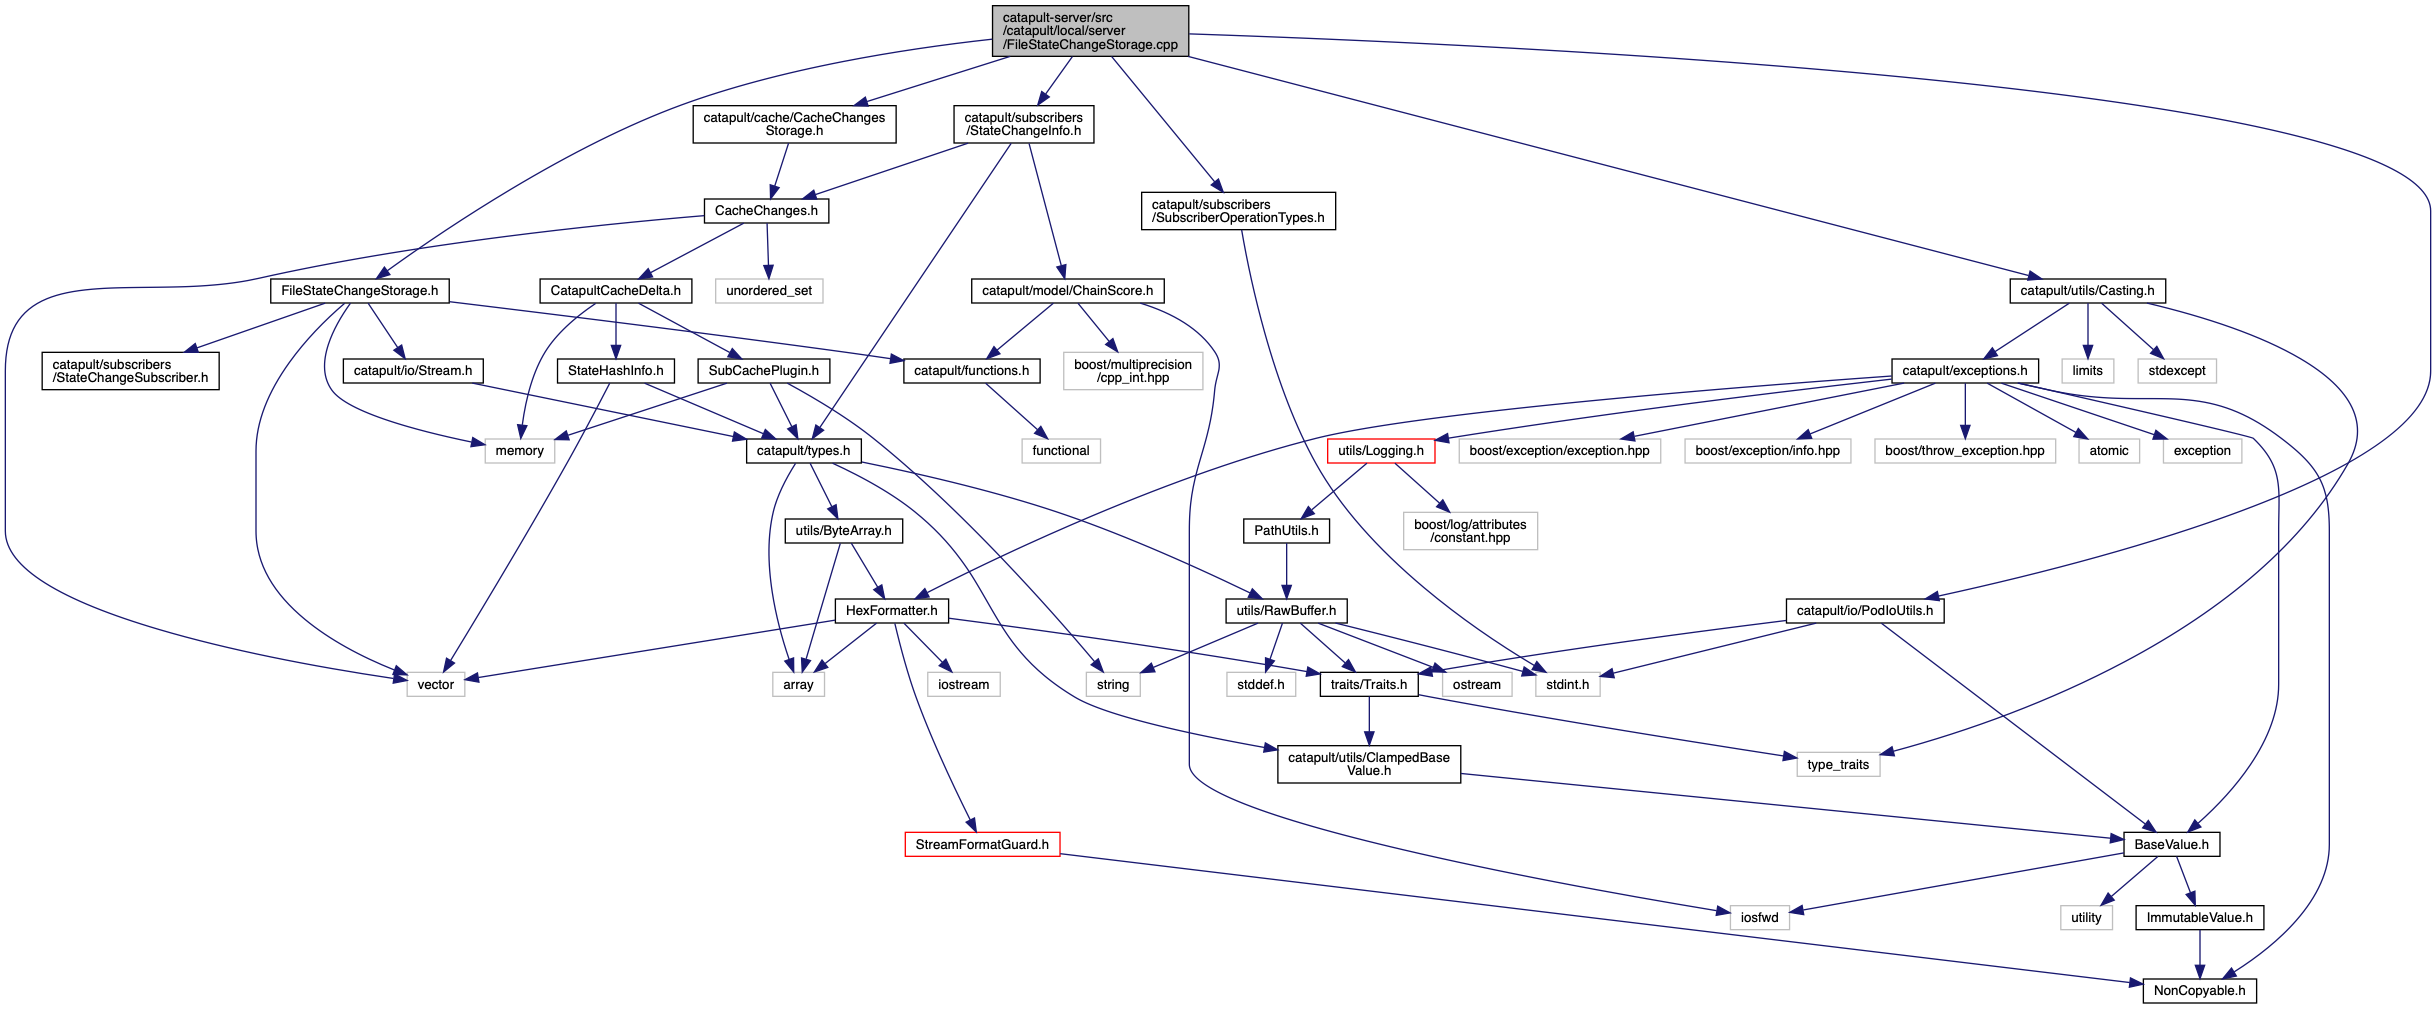 catapult-server/src
/catapult/local/server
/FileStateChangeStorage.cpp
catapult/cache/CacheChanges
Storage.h
catapult/subscribers
/StateChangeInfo.h
CacheChanges.h
catapult/subscribers
/SubscriberOperationTypes.h
FileStateChangeStorage.h
CatapultCacheDelta.h
unordered_set
catapult/model/ChainScore.h
catapult/utils/Casting.h
catapult/subscribers
/StateChangeSubscriber.h
catapult/io/Stream.h
StateHashInfo.h
SubCachePlugin.h
catapult/functions.h
boost/multiprecision
/cpp_int.hpp
catapult/exceptions.h
limits
stdexcept
memory
catapult/types.h
functional
utils/Logging.h
boost/exception/exception.hpp
boost/exception/info.hpp
boost/throw_exception.hpp
atomic
exception
utils/ByteArray.h
PathUtils.h
boost/log/attributes
/constant.hpp
HexFormatter.h
utils/RawBuffer.h
catapult/io/PodIoUtils.h
vector
array
iostream
string
stddef.h
traits/Traits.h
ostream
stdint.h
catapult/utils/ClampedBase
Value.h
type_traits
StreamFormatGuard.h
BaseValue.h
iosfwd
utility
ImmutableValue.h
NonCopyable.h